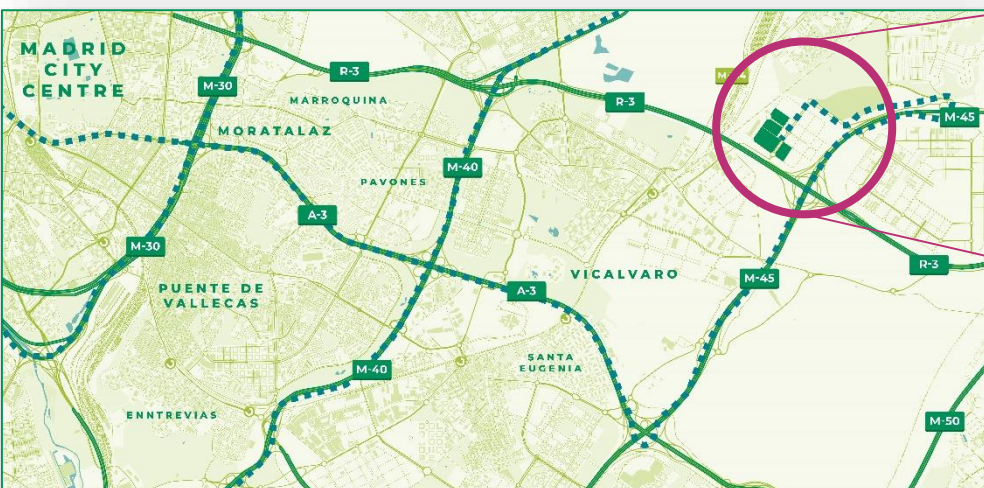 MADRID
CITY
CENTRE
M-30
R-3
MARROQUINA
MORATALAZ
R-3
M-45
M-40
PAVONES
A-3
M-30
PUENTE DE
VALLECAS
VICALVARO
A-3
M-45
R-3
SANTA
EUGENIA
M-40
ENNTREVIAS
M-50